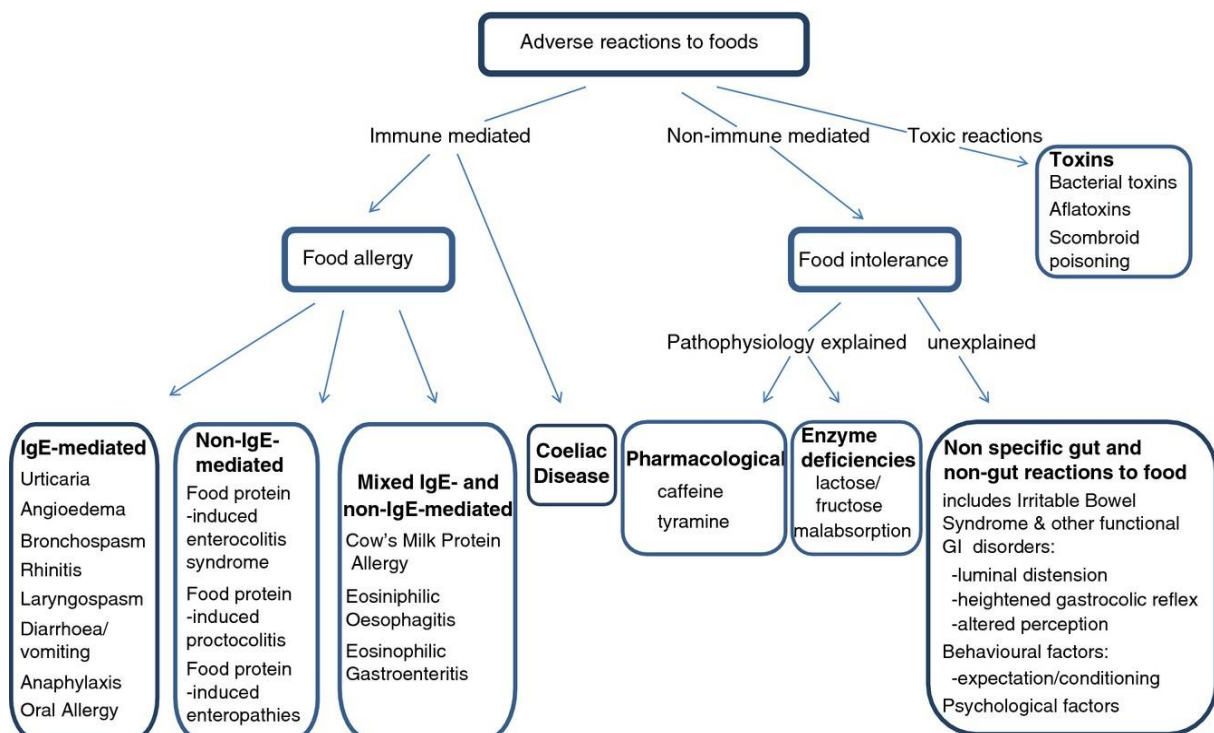 Adverse reactions to foods
Immune mediated
Non-immune mediated
Toxic reactions
Toxins
Bacterial toxins
Aflatoxins
Scombroid
poisoning
Food allergy
Food intolerance
Pathophysiology explained
unexplained
IgE-mediated
Urticaria
Angioedema
Bronchospasm
Rhinitis
Laryngospasm
Diarrhoea/
vomiting
Anaphylaxis
Oral Allergy
Non-IgE-
mediated
Food protein
-induced
enterocolitis
syndrome
Food protein
-induced
proctocolitis
Food protein
-induced
enteropathies
Mixed IgE- and
non-IgE-mediated
Cow's Milk Protein
Allergy
Eosiniphilic
Oesophagitis
Eosinophilic
Gastroenteritis
Coeliac
Disease
Pharmacological
caffeine
tyramine
Enzyme
deficiencies
lactose/
fructose
malabsorption
Non specific gut and
non-gut reactions to food
includes Irritable Bowel
Syndrome & other functional
GI disorders:
-luminal distension
-heightened gastrocolic reflex
-altered perception
Behavioural factors:
-expectation/conditioning
Psychological factors